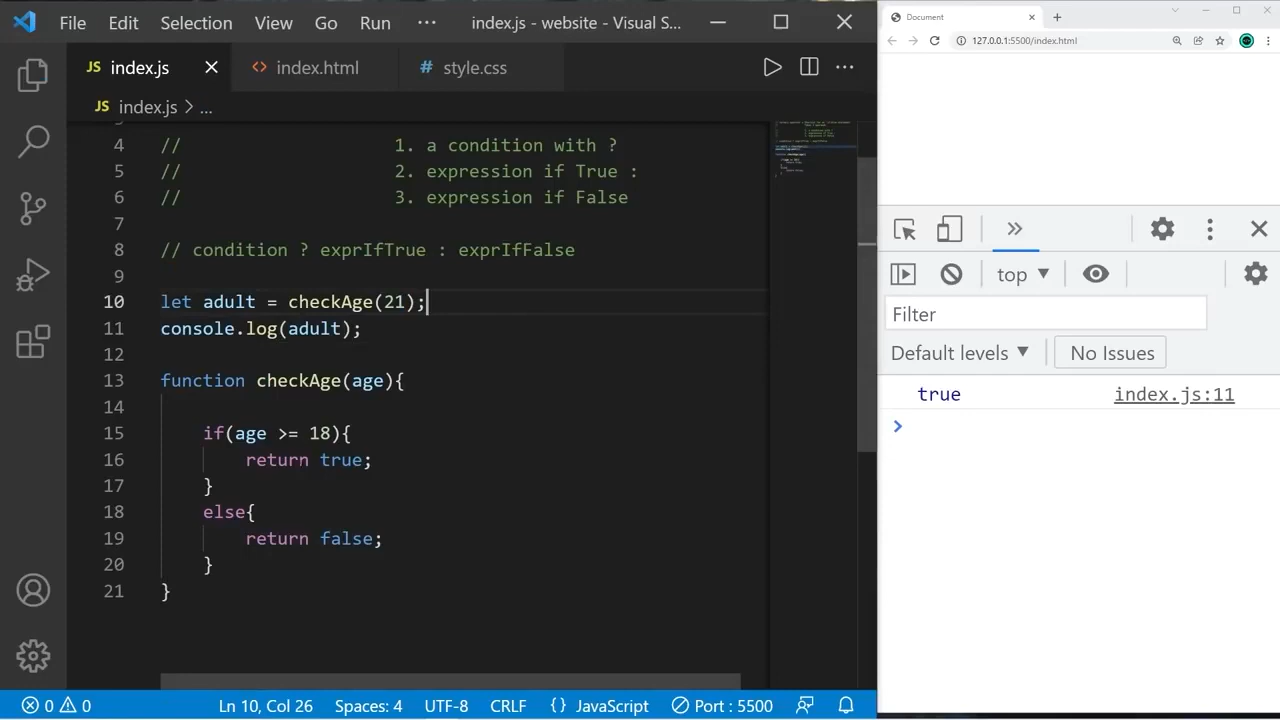 File Edit Selection View Go Run ··· index.js - website - Visual S...
JS index.js index.html # style.css
JS index.js > ...
4 // 1. a condition with ?
5 // 2. expression if True :
6 // 3. expression if False
7
8 // condition ? exprIfTrue : exprIfFalse
9
10 let adult = checkAge(21);
11 console.log(adult);
12
13 function checkAge(age){
14
15 if(age >= 18){
16 return true;
17 }
18 else{
19 return false;
20 }
21 }
0 0 Ln 10, Col 26 Spaces: 4 UTF-8 CRLF {} JavaScript Port : 5500
Document
127.0.0.1:5500/index.html
top
Filter
Default levels No Issues
true index.js:11